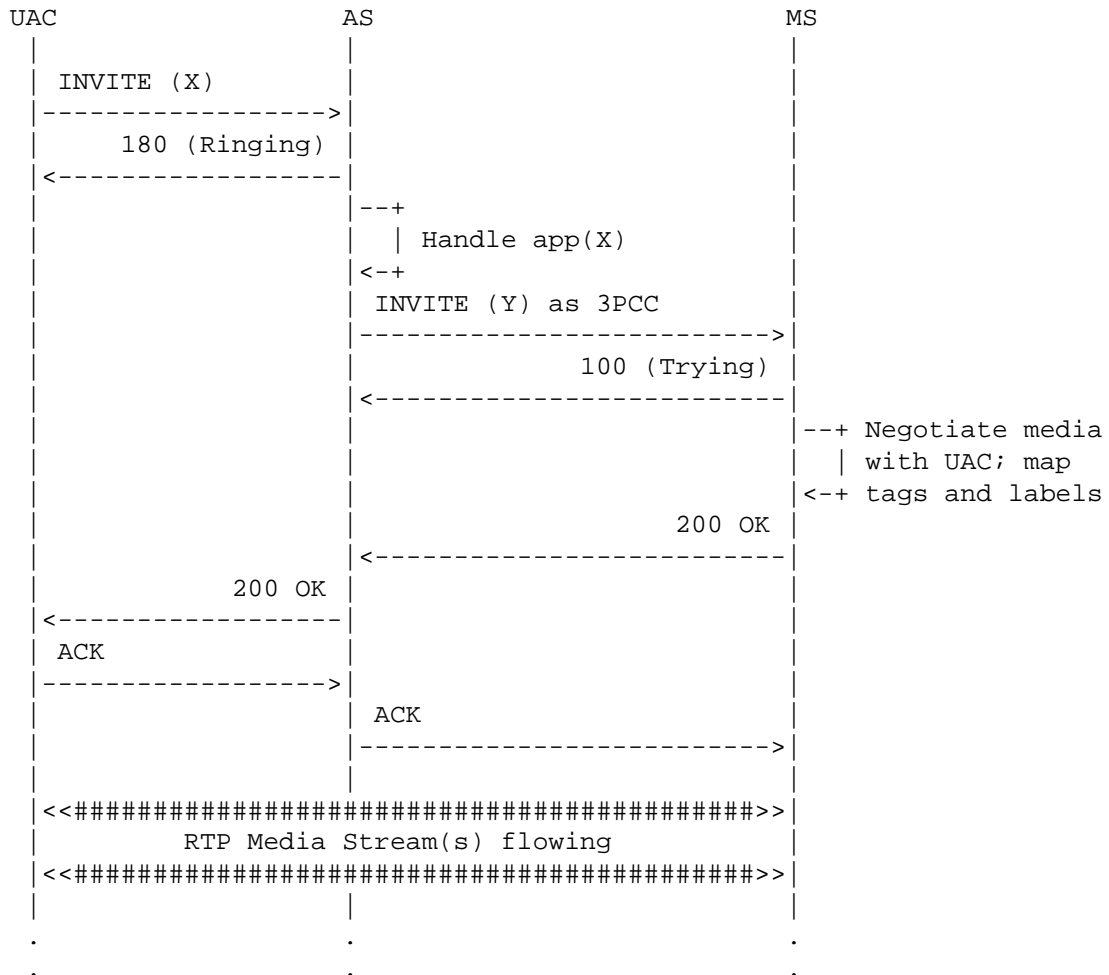 UAC AS MS
INVITE (X)
180 (Ringing)
Handle app(X)
INVITE (Y) as 3PCC
100 (Trying)
Negotiate media
with UAC; map
tags and labels
200 OK
200 OK
ACK
ACK
RTP Media Stream(s) flowing